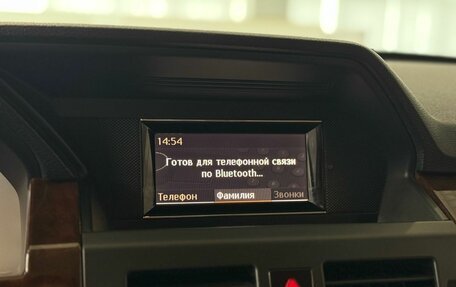 14:54
Готов для телефонной связи
по Bluetooth...
Телефон Фамилия Звонки